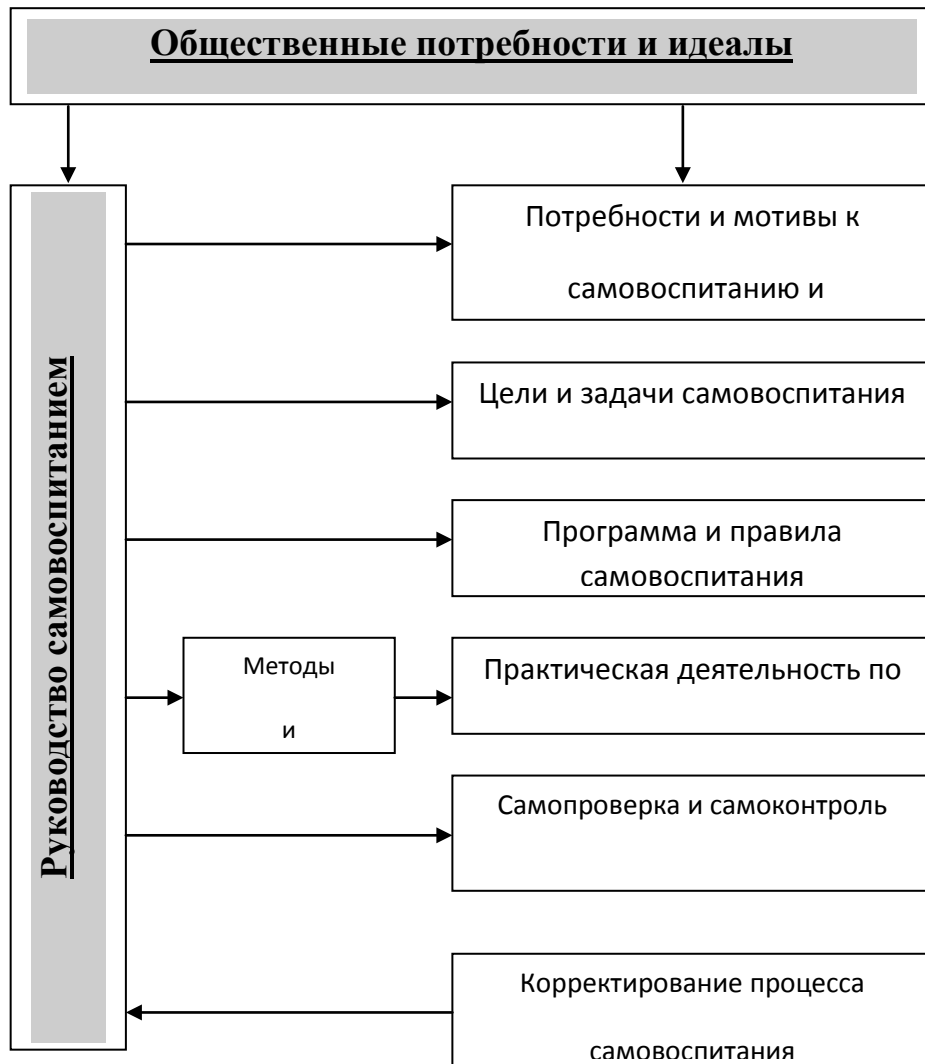 Общественные потребности и идеалы
Руководство самовоспитанием
Потребности и мотивы к
самовоспитанию и
Цели и задачи самовоспитания
Программа и правила
самовоспитания
Методы
и
Практическая деятельность по
Самопроверка и самоконтроль
Корректирование процесса
самовоспитания